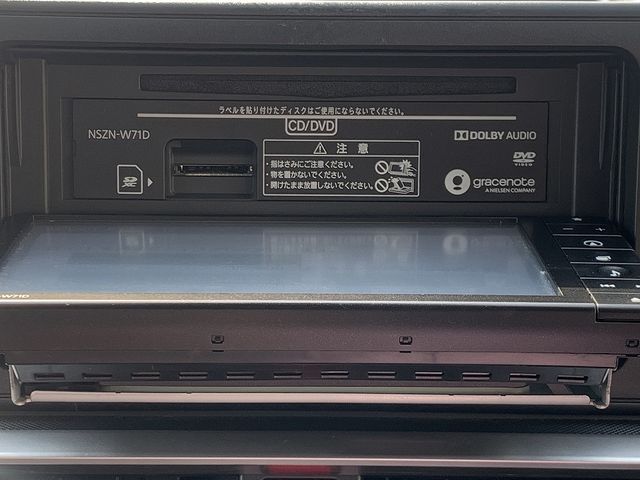 ラベルを貼り付けたディスクはご使用にならないでください。
CD/DVD
NSZN-W71D
DOLBY AUDIO
注 意
・指はさみにご注意ください。
・物を置かないでください。
・開けたまま放置しないでください。
DVD
VIDEO
SD
XC
gracenote
A NIELSEN COMPANY
W71D